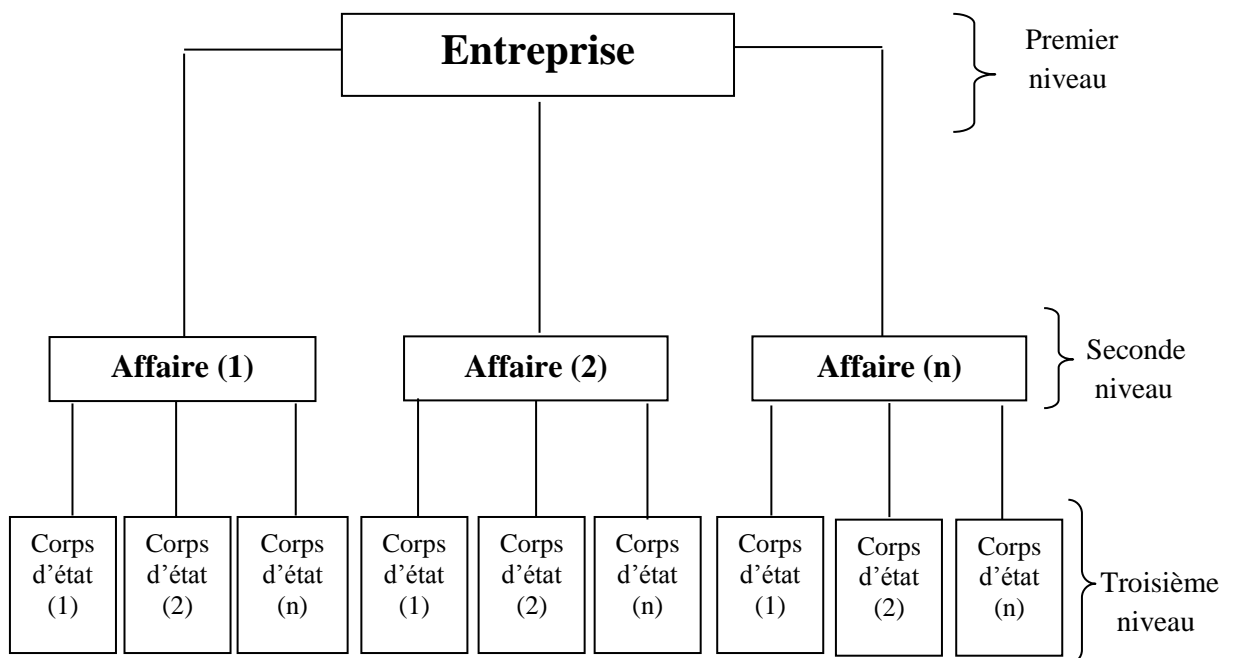 Entreprise
Premier
niveau
Affaire (1)
Affaire (2)
Affaire (n)
Seconde
niveau
Corps
d’état
(1)
Corps
d’état
(2)
Corps
d’état
(n)
Corps
d’état
(1)
Corps
d’état
(2)
Corps
d’état
(n)
Corps
d’état
(1)
Corps
d’état
(2)
Corps
d’état
(n)
Troisième
niveau